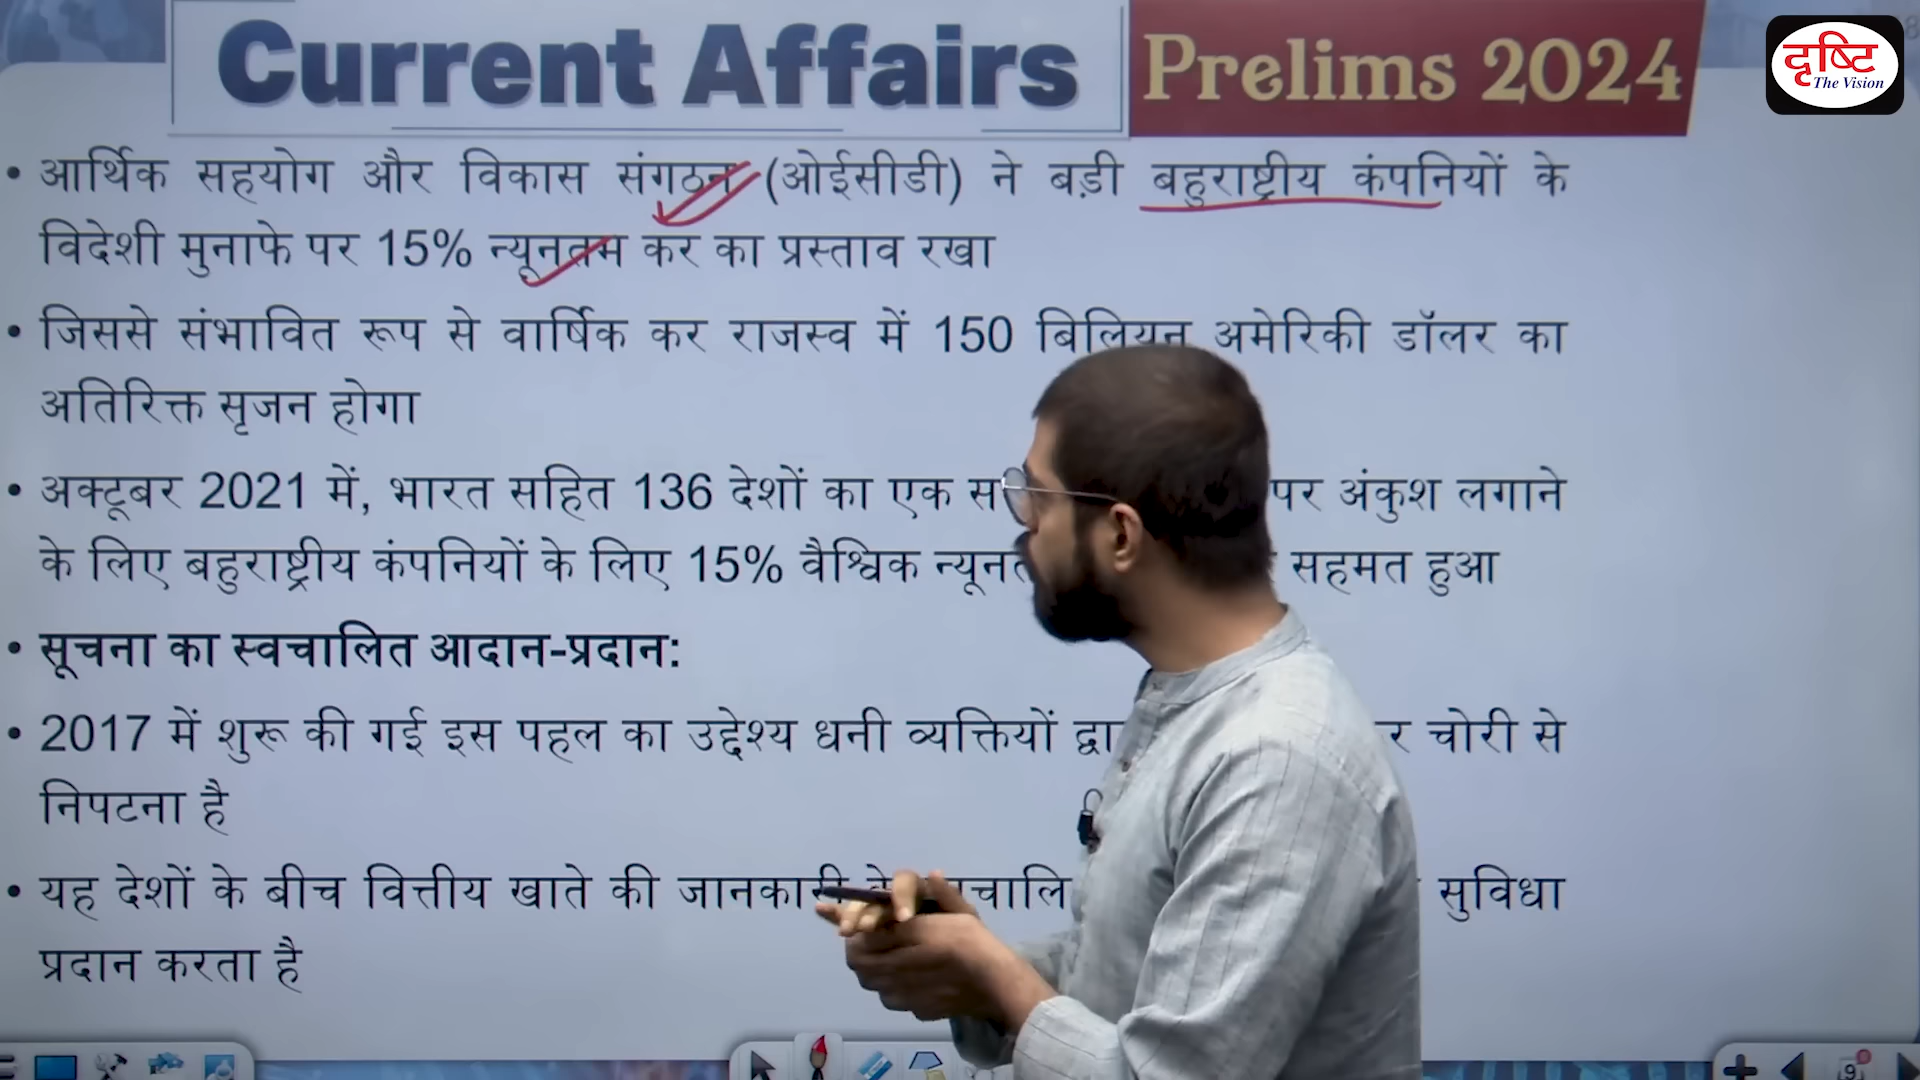 Current Affairs
Prelims 2024
दृष्टि
The Vision
• आर्थिक सहयोग और विकास संगठन (ओईसीडी) ने बड़ी बहुराष्ट्रीय कंपनियों के
विदेशी मुनाफे पर 15% न्यूनतम कर का प्रस्ताव रखा
• जिससे संभावित रूप से वार्षिक कर राजस्व में 150 बिलियन अमेरिकी डॉलर का
अतिरिक्त सृजन होगा
• अक्टूबर 2021 में, भारत सहित 136 देशों का एक पर अंकुश लगाने
के लिए बहुराष्ट्रीय कंपनियों के लिए 15% वैश्विक सहमत हुआ
• सूचना का स्वचालित आदान-प्रदान:
• 2017 में शुरू की गई इस पहल का उद्देश्य धनी व्यक्तियों चोरी से
निपटना है
• यह देशों के बीच वित्तीय खाते की जानकारी सुविधा
प्रदान करता है
9